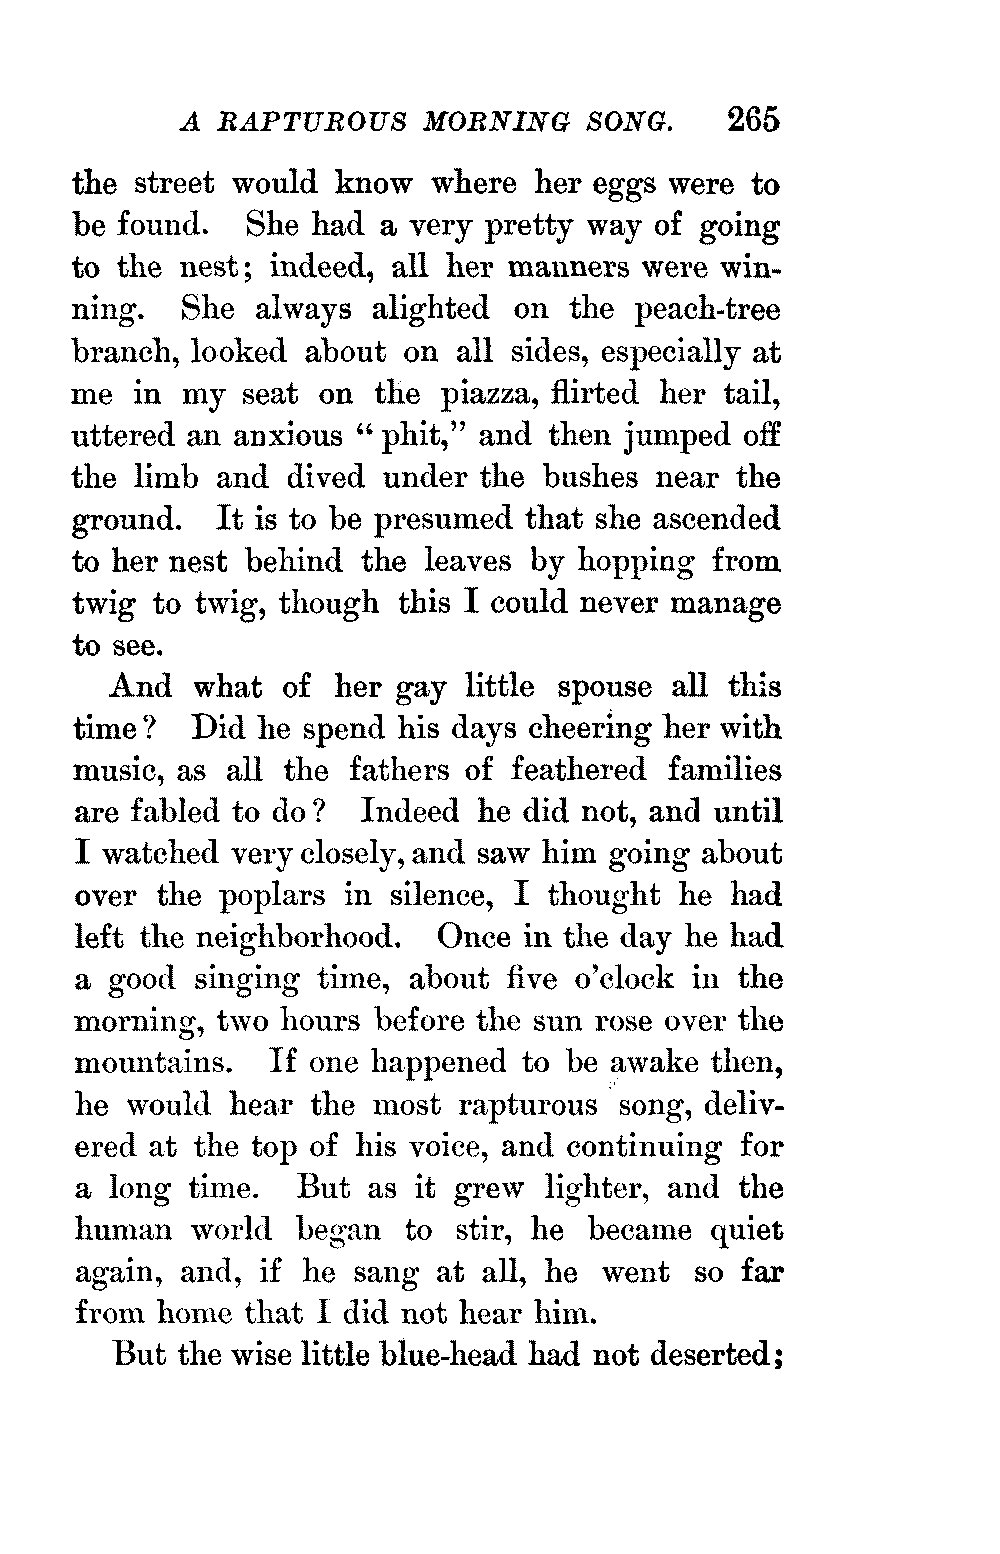 A RAPTUROUS MORNING SONG. 265
the street would know where her eggs were to
be found. She had a very pretty way of going
to the nest; indeed, all her manners were win-
ning. She always alighted on the peach-tree
branch, looked about on all sides, especially at
me in my seat on the piazza, flirted her tail,
uttered an anxious “ phit,” and then jumped off
the limb and dived under the bushes near the
ground. It is to be presumed that she ascended
to her nest behind the leaves by hopping from
twig to twig, though this I could never manage
to see.
And what of her gay little spouse all this
time? Did he spend his days cheering her with
music, as all the fathers of feathered families
are fabled to do? Indeed he did not, and until
I watched very closely, and saw him going about
over the poplars in silence, I thought he had
left the neighborhood. Once in the day he had
a good singing time, about five o’clock in the
morning, two hours before the sun rose over the
mountains. If one happened to be awake then,
he would hear the most rapturous song, deliv-
ered at the top of his voice, and continuing for
a long time. But as it grew lighter, and the
human world began to stir, he became quiet
again, and, if he sang at all, he went so far
from home that I did not hear him.
But the wise little blue-head had not deserted;